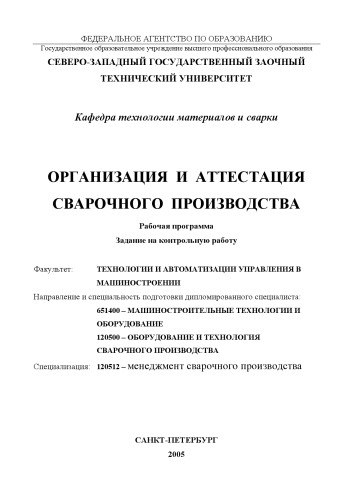 ФЕДЕРАЛЬНОЕ АГЕНТСТВО ПО ОБРАЗОВАНИЮ
Государственное образовательное учреждение высшего профессионального образования
СЕВЕРО-ЗАПАДНЫЙ ГОСУДАРСТВЕННЫЙ ЗАОЧНЫЙ
ТЕХНИЧЕСКИЙ УНИВЕРСИТЕТ
Кафедра технологии материалов и сварки
ОРГАНИЗАЦИЯ И АТТЕСТАЦИЯ
СВАРОЧНОГО ПРОИЗВОДСТВА
Рабочая программа
Задание на контрольную работу
Факультет: ТЕХНОЛОГИИ И АВТОМАТИЗАЦИИ УПРАВЛЕНИЯ В
МАШИНОСТРОЕНИИ
Направление и специальность подготовки дипломированного специалиста:
651400 – МАШИНОСТРОИТЕЛЬНЫЕ ТЕХНОЛОГИИ И
ОБОРУДОВАНИЕ
120500 – ОБОРУДОВАНИЕ И ТЕХНОЛОГИЯ
СВАРОЧНОГО ПРОИЗВОДСТВА
Специализация: 120512 – менеджмент сварочного производства
САНКТ-ПЕТЕРБУРГ
2005